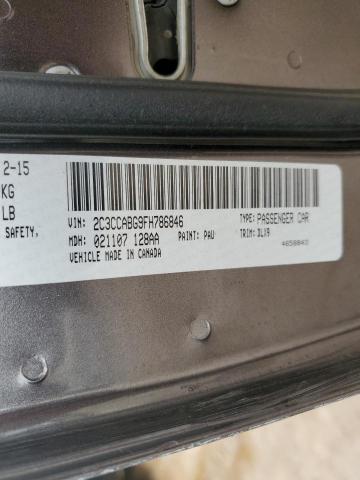 2-15
KG
LB
SAFETY,
VIN: 2C3CCABG9FH786846 TYPE: PASSENGER CAR
MDH: 021107 128AA PAINT: PAU TRIM: DLX9
VEHICLE MADE IN CANADA